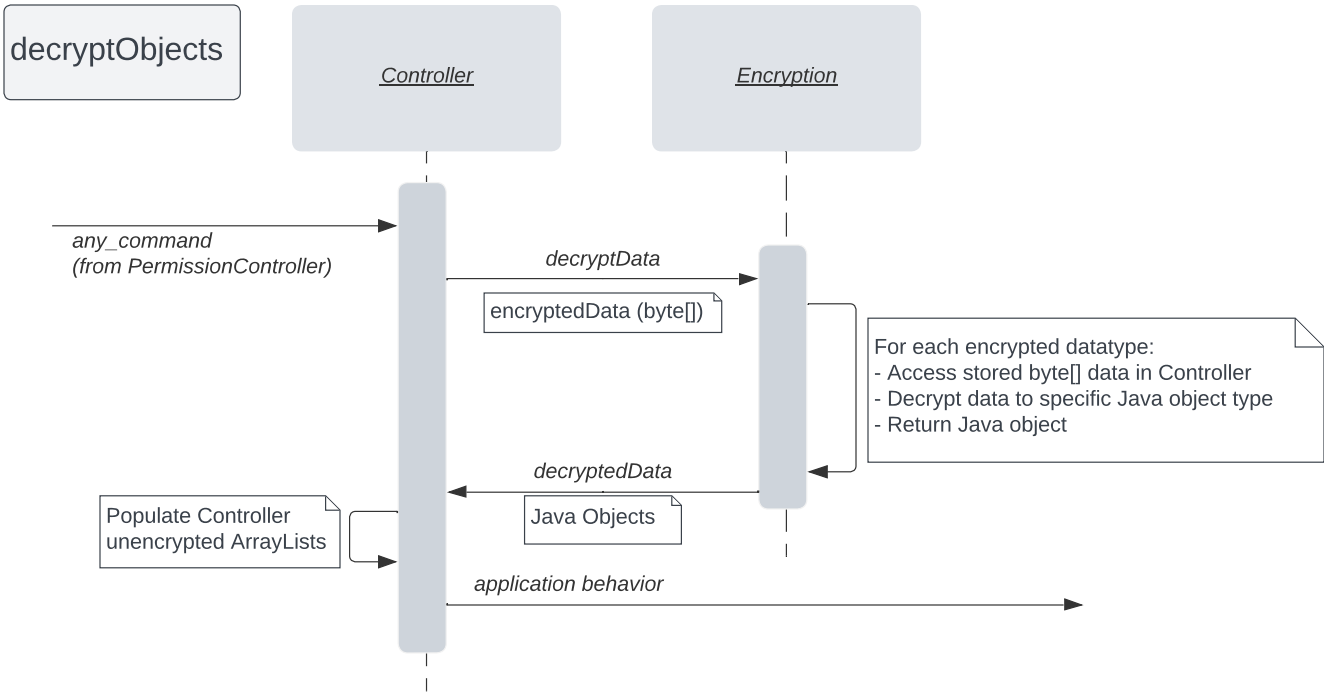 decryptObjects
Controller
Encryption
any_command
(from PermissionController)
decryptData
encryptedData (byte[])
For each encrypted datatype:
- Access stored byte[] data in Controller
- Decrypt data to specific Java object type
- Return Java object
decryptedData
Java Objects
Populate Controller
unencrypted ArrayLists
application behavior